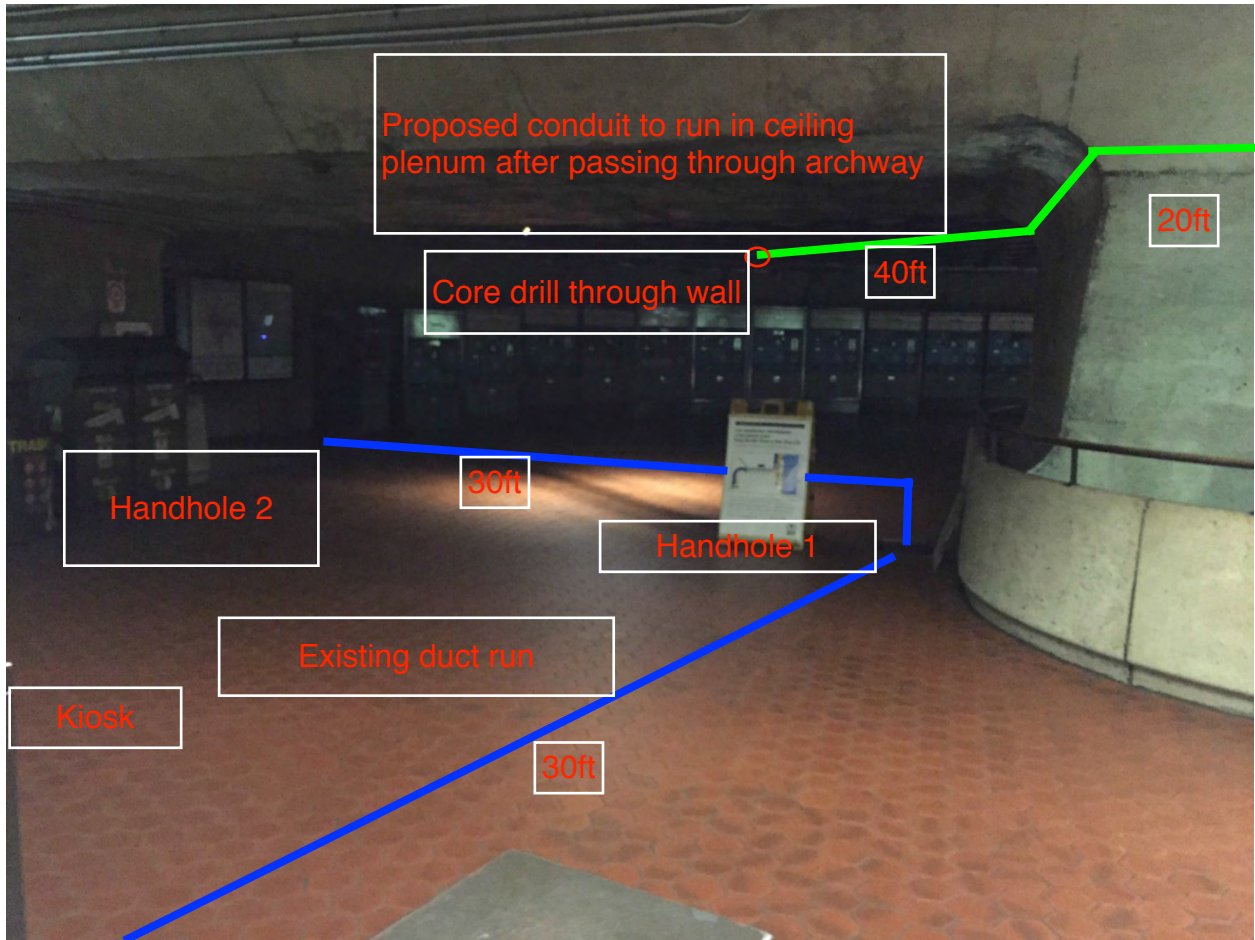 Proposed conduit to run in ceiling
plenum after passing through archway
20ft
40ft
Core drill through wall
TRASH
30ft
Handhole 2
Handhole 1
Existing duct run
Kiosk
30ft